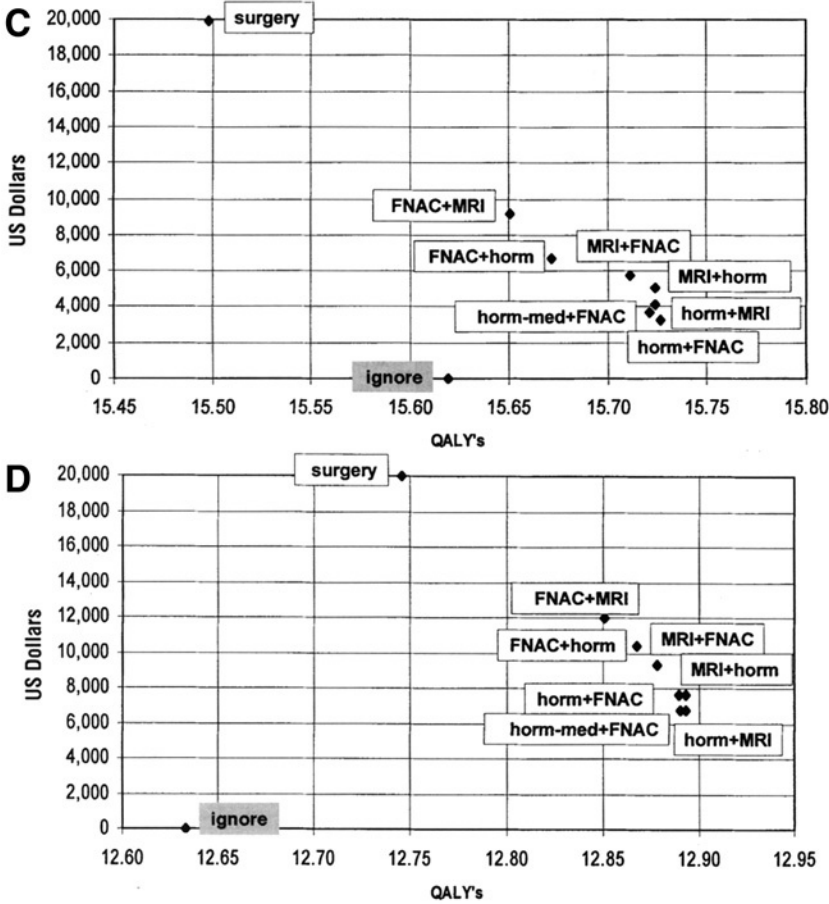 C
20,000
surgery
18,000
16,000
14,000
12,000
10,000
FNAC+MRI
8,000
MRI+FNAC
FNAC+horm
6,000
MRI+horm
4,000
horm-med+FNAC
horm+MRI
2,000
horm+FNAC
0
ignore
US Dollars
15.45 15.50 15.55 15.60 15.65 15.70 15.75 15.80
QALY's
D
20,000
surgery
18,000
16,000
14,000
12,000
FNAC+MRI
10,000
FNAC+horm
MRI+FNAC
MRI+horm
8,000
horm+FNAC
6,000
horm-med+FNAC
horm+MRI
4,000
2,000
0
ignore
US Dollars
12.60 12.65 12.70 12.75 12.80 12.85 12.90 12.95
QALY's